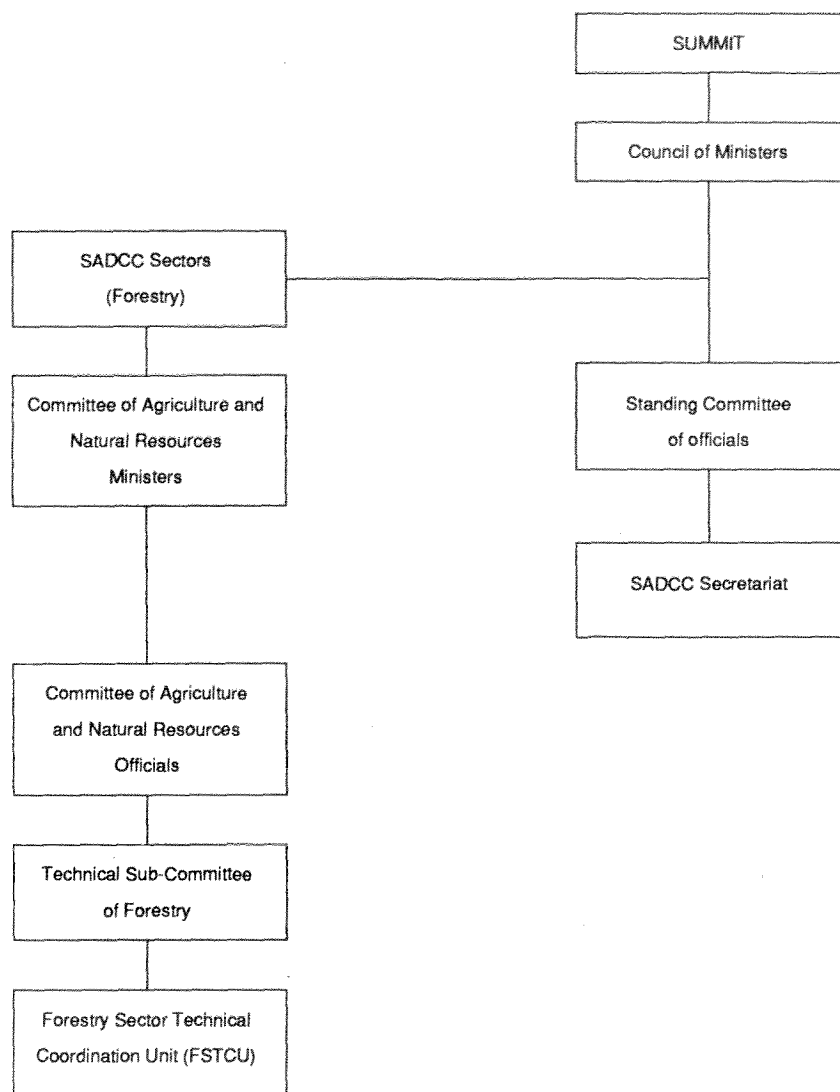 SUMMIT
Council of Ministers
SADCC Sectors
(Forestry)
Committee of Agriculture and
Natural Resources
Ministers
Standing Committee
of officials
SADCC Secretariat
Committee of Agriculture
and Natural Resources
Officials
Technical Sub-Committee
of Forestry
Forestry Sector Technical
Coordination Unit (FSTCU)